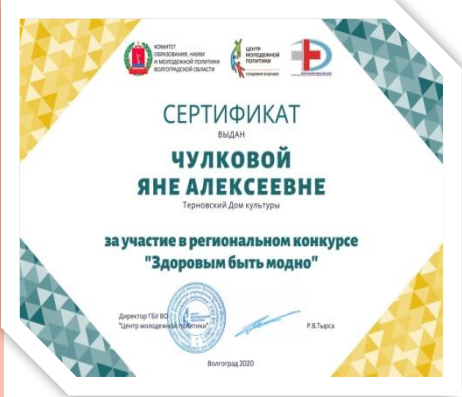 КОМИТЕТ
ОБРАЗОВАНИЯ, НАУКИ
И МОЛОДЕЖНОЙ ПОЛИТИКИ
ВОЛГОГРАДСКОЙ ОБЛАСТИ
ЦЕНТР
МОЛОДЕЖНОЙ
ПОЛИТИКИ
СЕРТИФИКАТ
ВЫДАН
ЧУЛКОВОЙ
ЯНЕ АЛЕКСЕЕВНЕ
Терновский Дом культуры
за участие в региональном конкурсе
"Здоровым быть модно"
Директор ГБУ ВО
"Центр молодежной политики"
Р.В.Тырса
Волгоград 2020